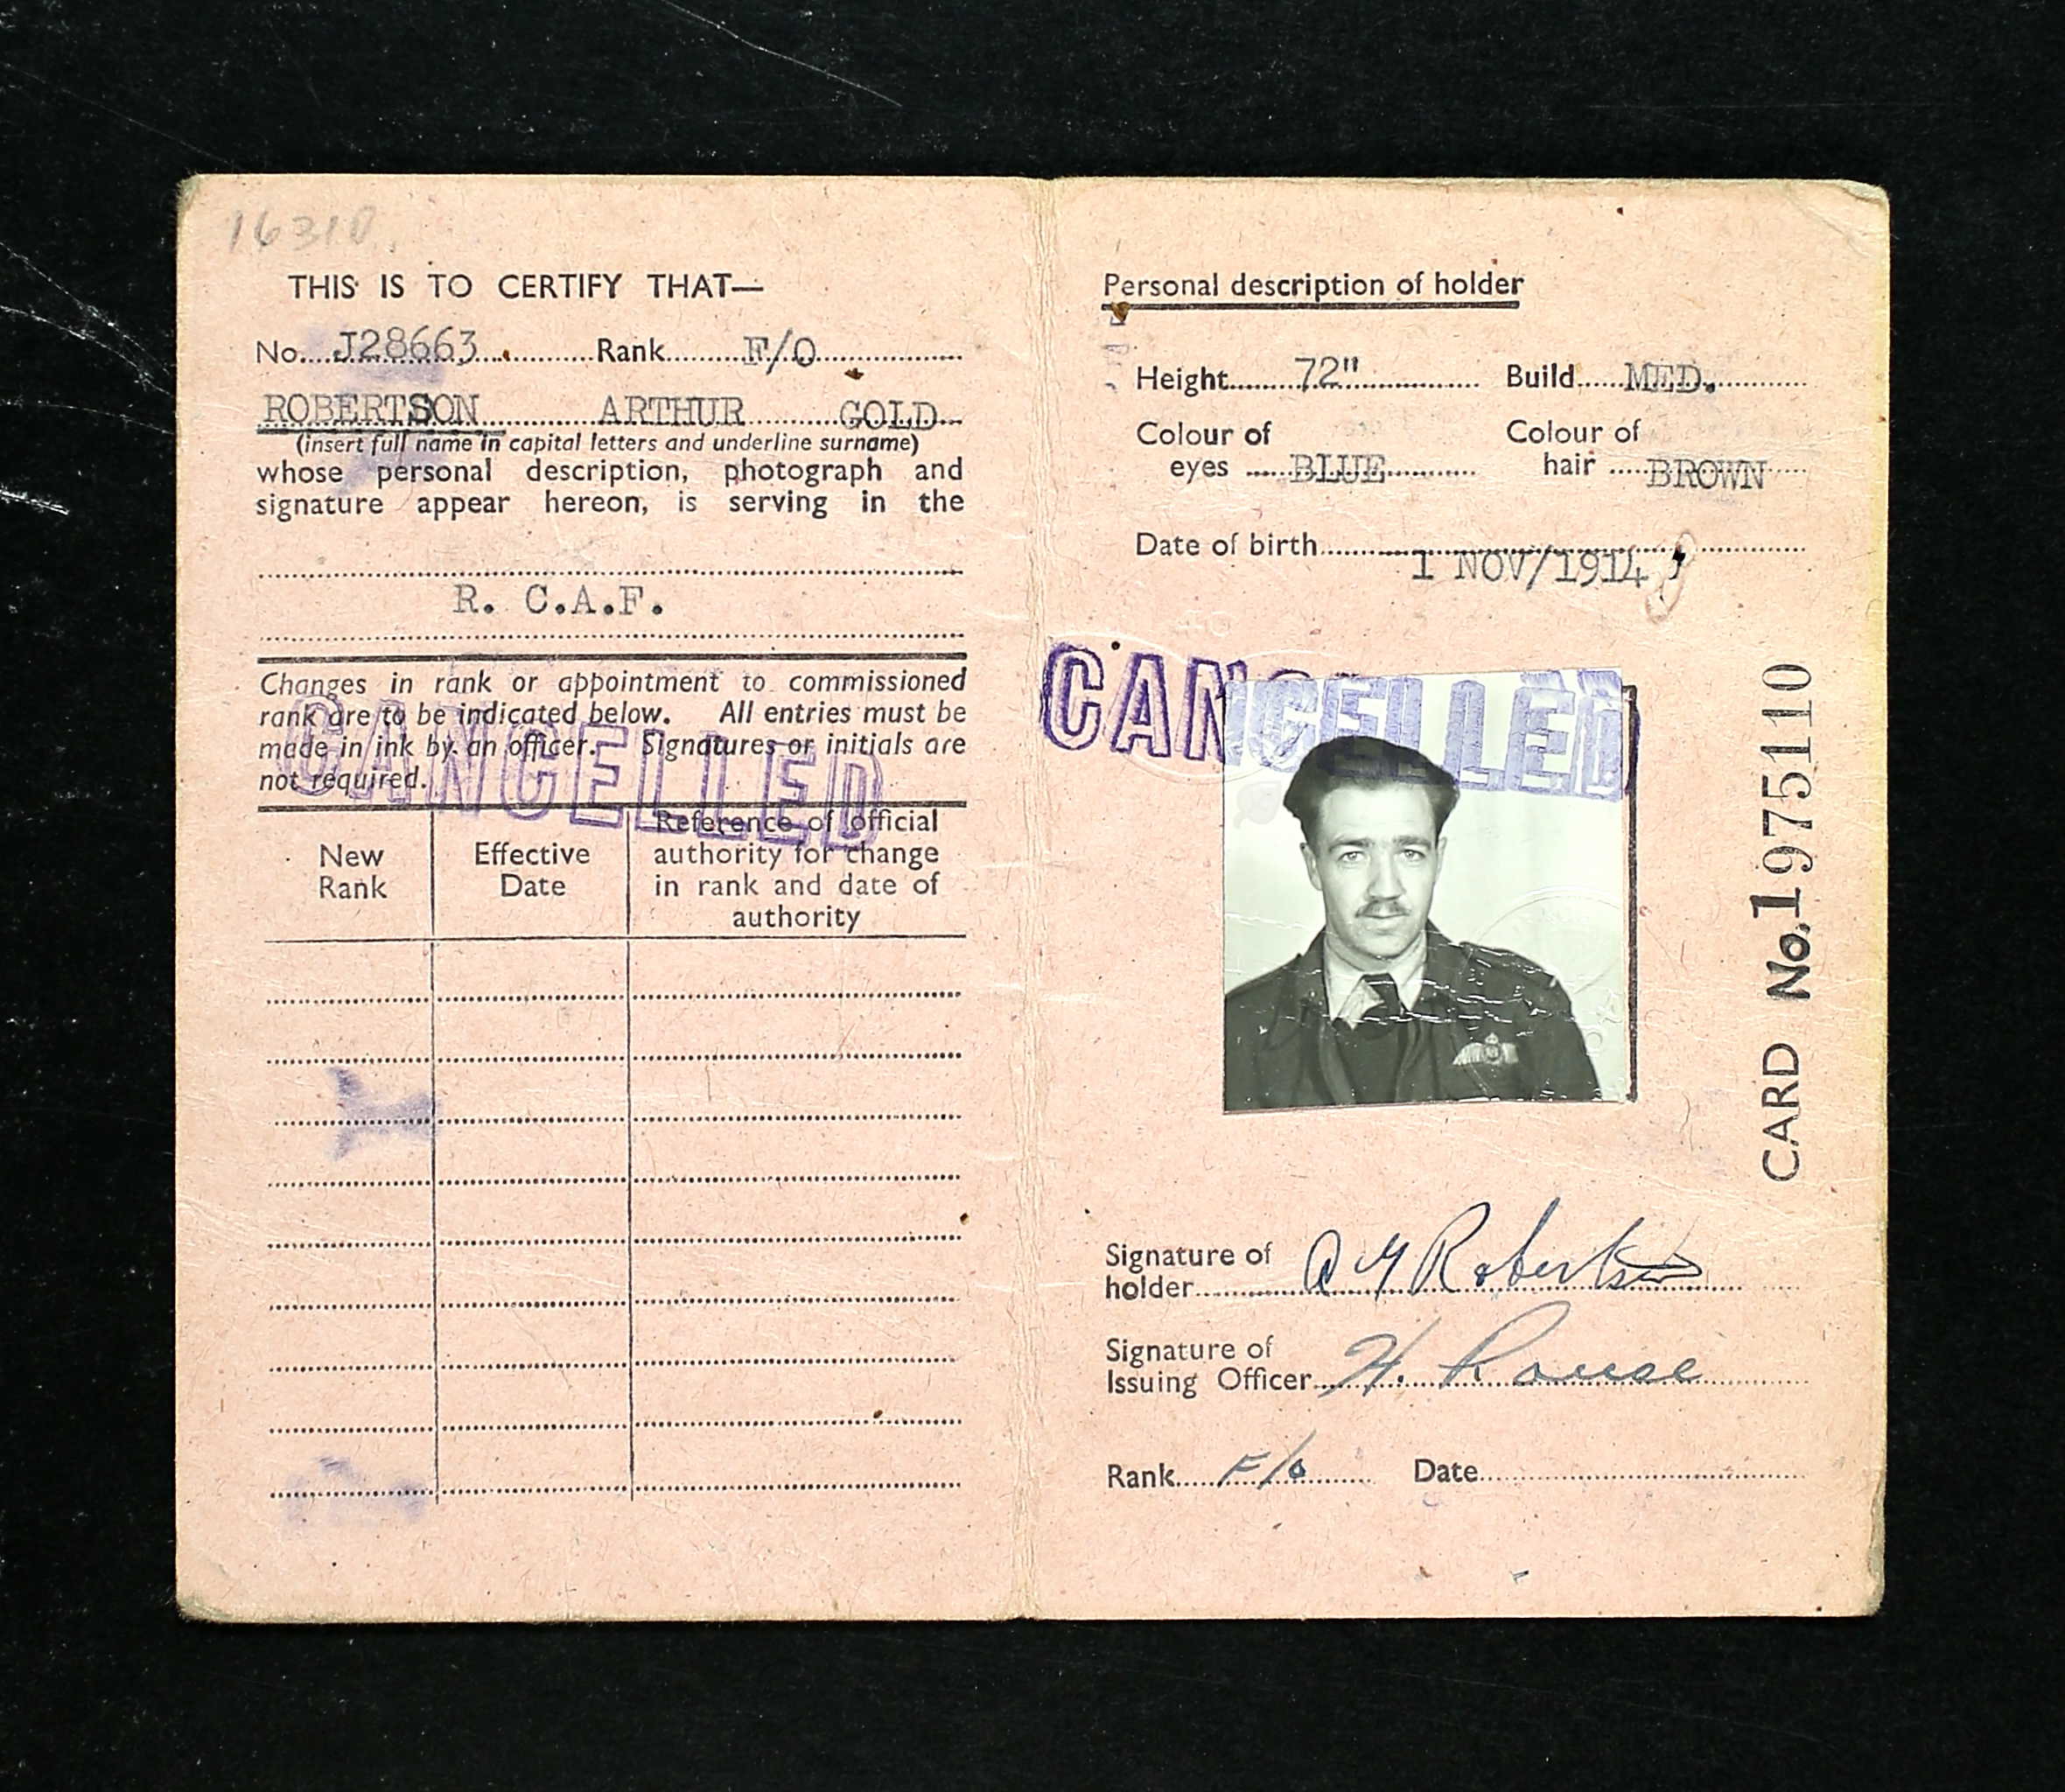 16310
THIS IS TO CERTIFY THAT—
No. J28663 Rank F/O
ROBERTSON ARTHUR GOLD
(insert full name in capital letters and underline surname)
whose personal description, photograph and
signature appear hereon, is serving in the
R. C.A.F.
Changes in rank or appointment to commissioned
rank are to be indicated below. All entries must be
made in ink by an officer. Signatures or initials are
not required.
CANCELLED
New Rank
Effective Date
Reference of official
authority for change
in rank and date of
authority
Personal description of holder
Height 72" Build MED.
Colour of eyes BLUE
Colour of hair BROWN
Date of birth 1 NOV/1914
CANCELLED
CARD No. 1975110
Signature of
holder A G Robertson
Signature of
Issuing Officer H. Rouse
Rank F/O Date